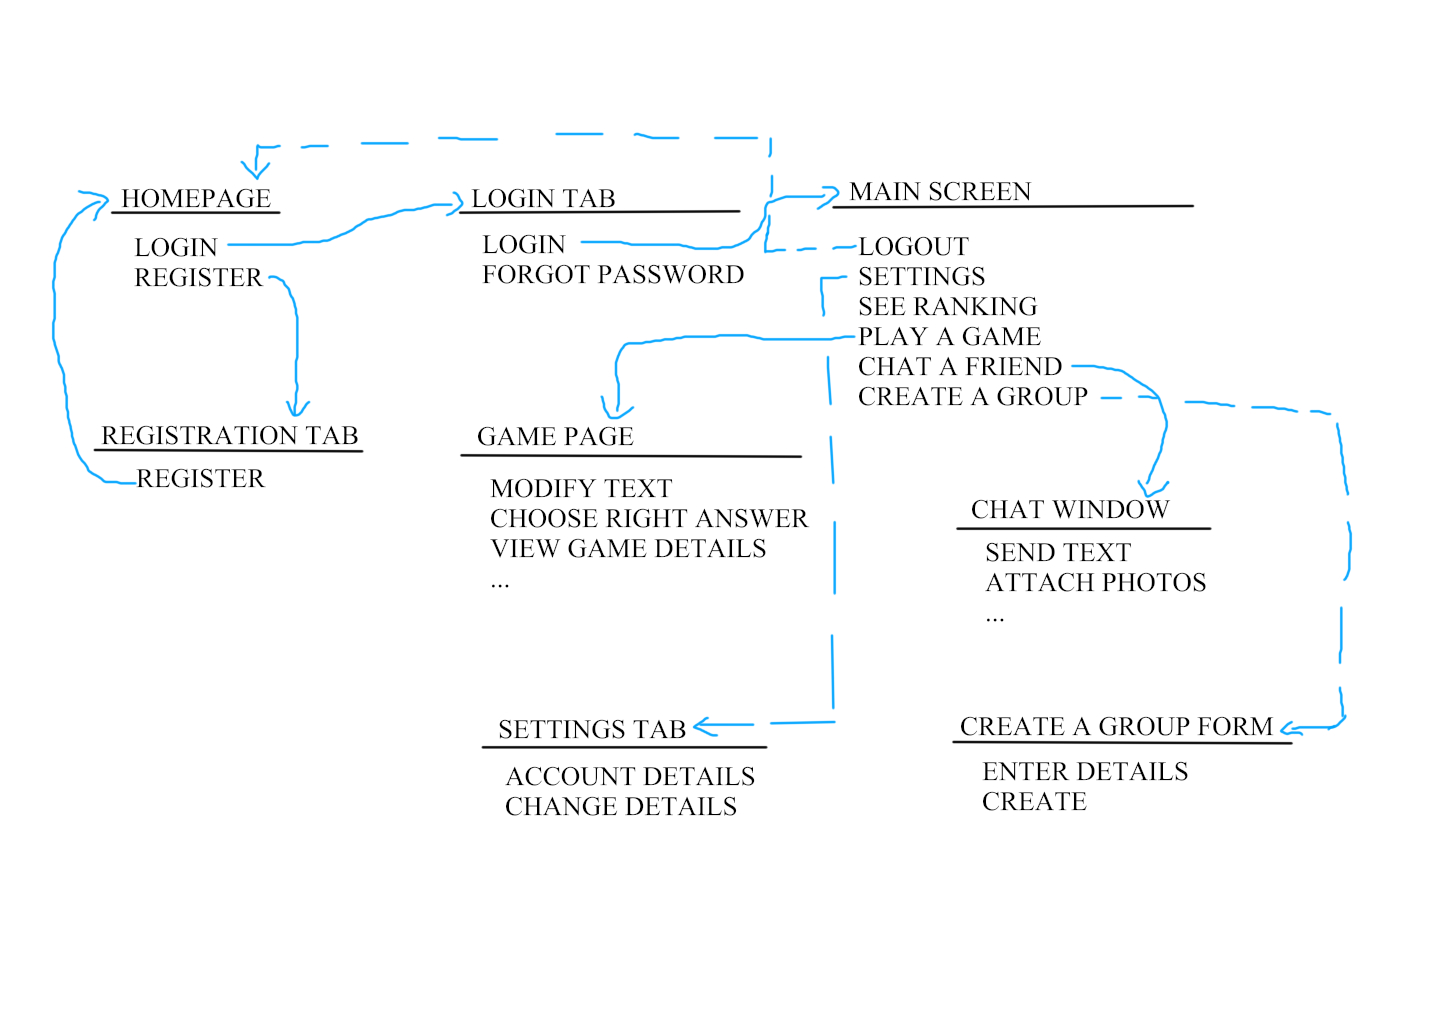 HOMEPAGE
LOGIN
REGISTER
LOGIN TAB
LOGIN
FORGOT PASSWORD
MAIN SCREEN
LOGOUT
SETTINGS
SEE RANKING
PLAY A GAME
CHAT A FRIEND
CREATE A GROUP
REGISTRATION TAB
REGISTER
GAME PAGE
MODIFY TEXT
CHOOSE RIGHT ANSWER
VIEW GAME DETAILS
...
CHAT WINDOW
SEND TEXT
ATTACH PHOTOS
...
SETTINGS TAB
ACCOUNT DETAILS
CHANGE DETAILS
CREATE A GROUP FORM
ENTER DETAILS
CREATE